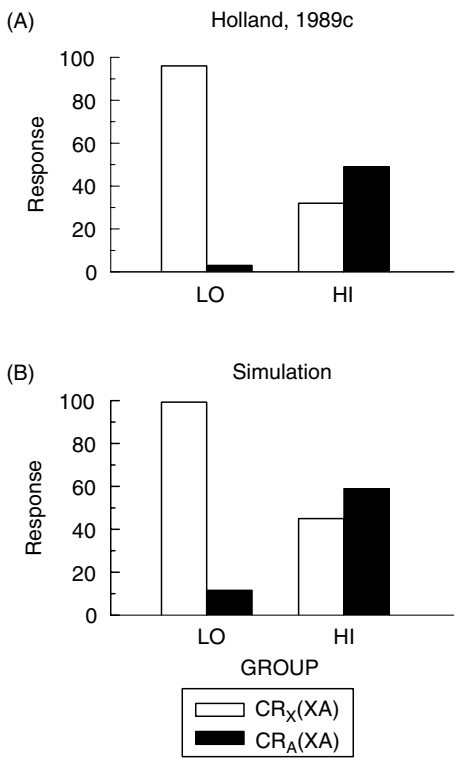 (A)
Holland, 1989c
100
80
60
40
20
0
Response
LO HI
(B)
Simulation
100
80
60
40
20
0
Response
LO HI
GROUP
CRX(XA)
CRA(XA)